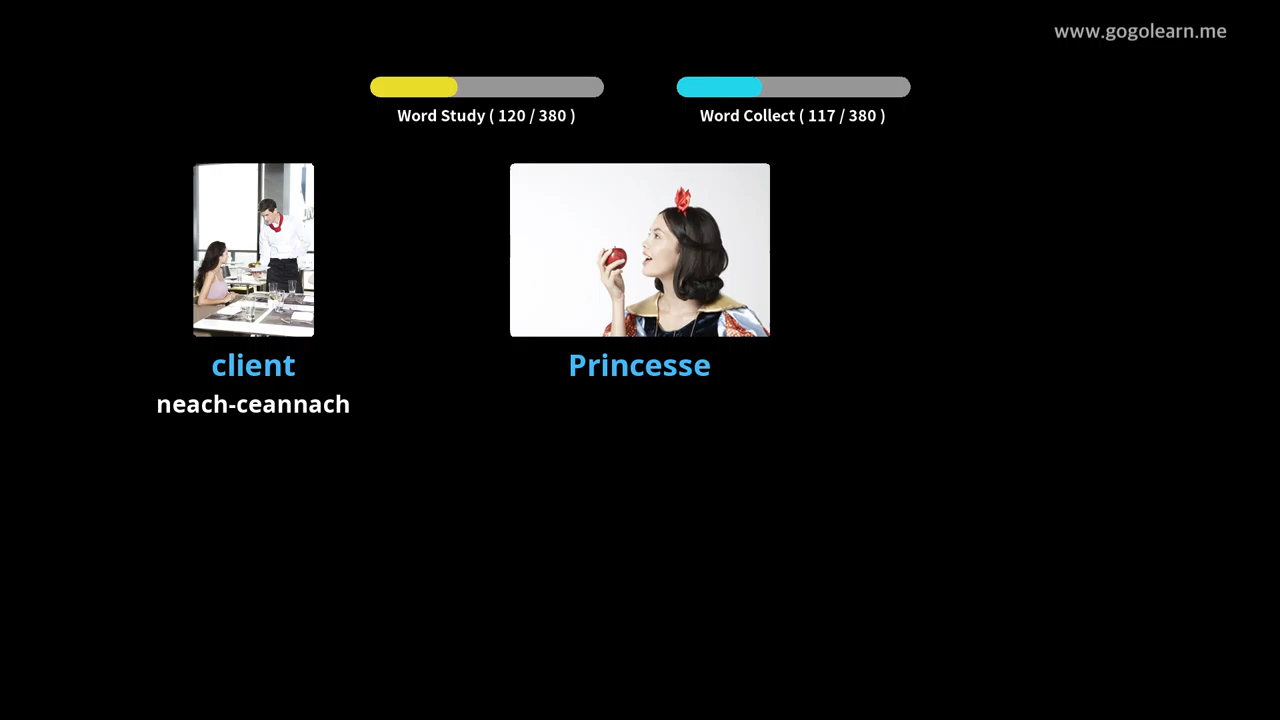 www.gogolearn.me
Word Study ( 120 / 380 )
Word Collect ( 117 / 380 )
client
neach-ceannach
Princesse